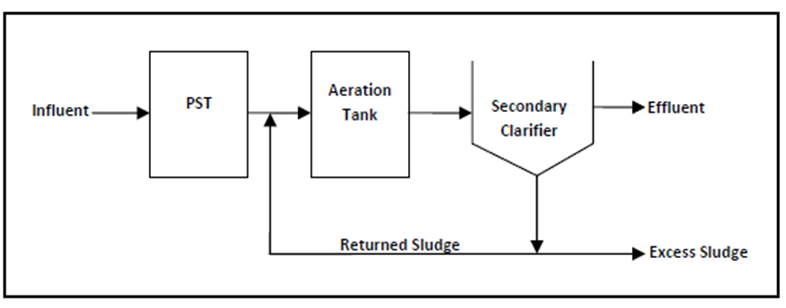 Influent
PST
Aeration
Tank
Secondary
Clarifier
Effluent
Returned Sludge
Excess Sludge